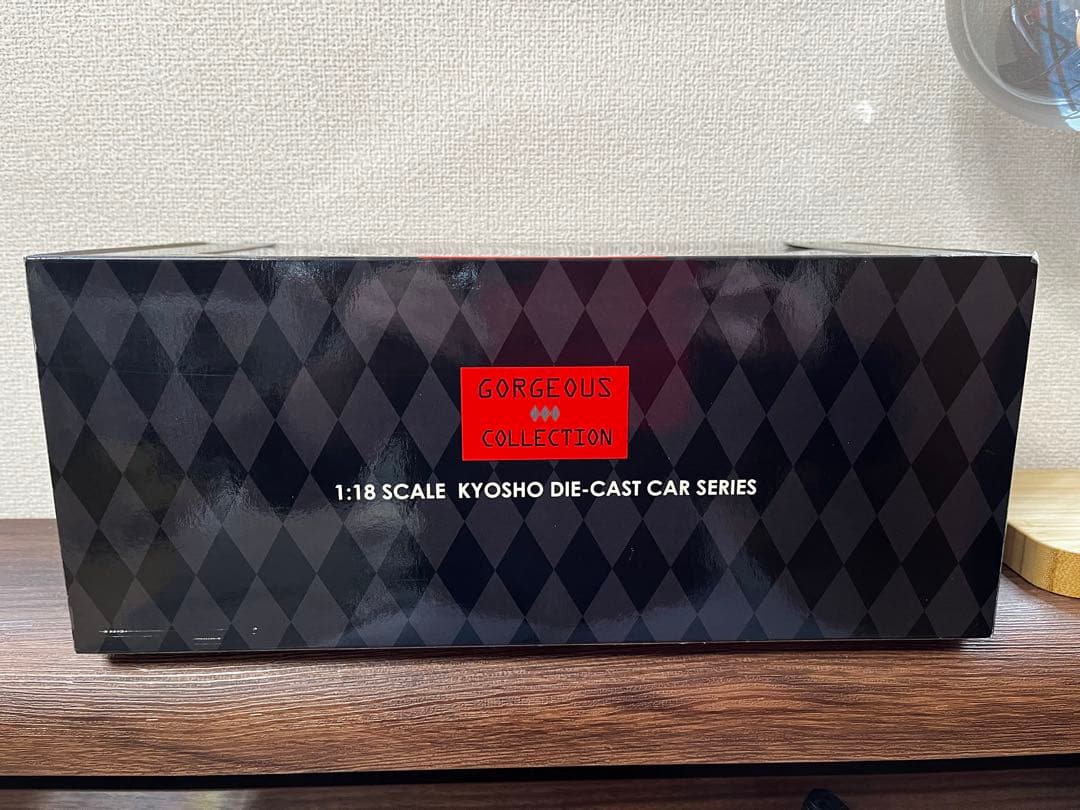 GORGEOUS
COLLECTION
1:18 SCALE KYOSHO DIE-CAST CAR SERIES